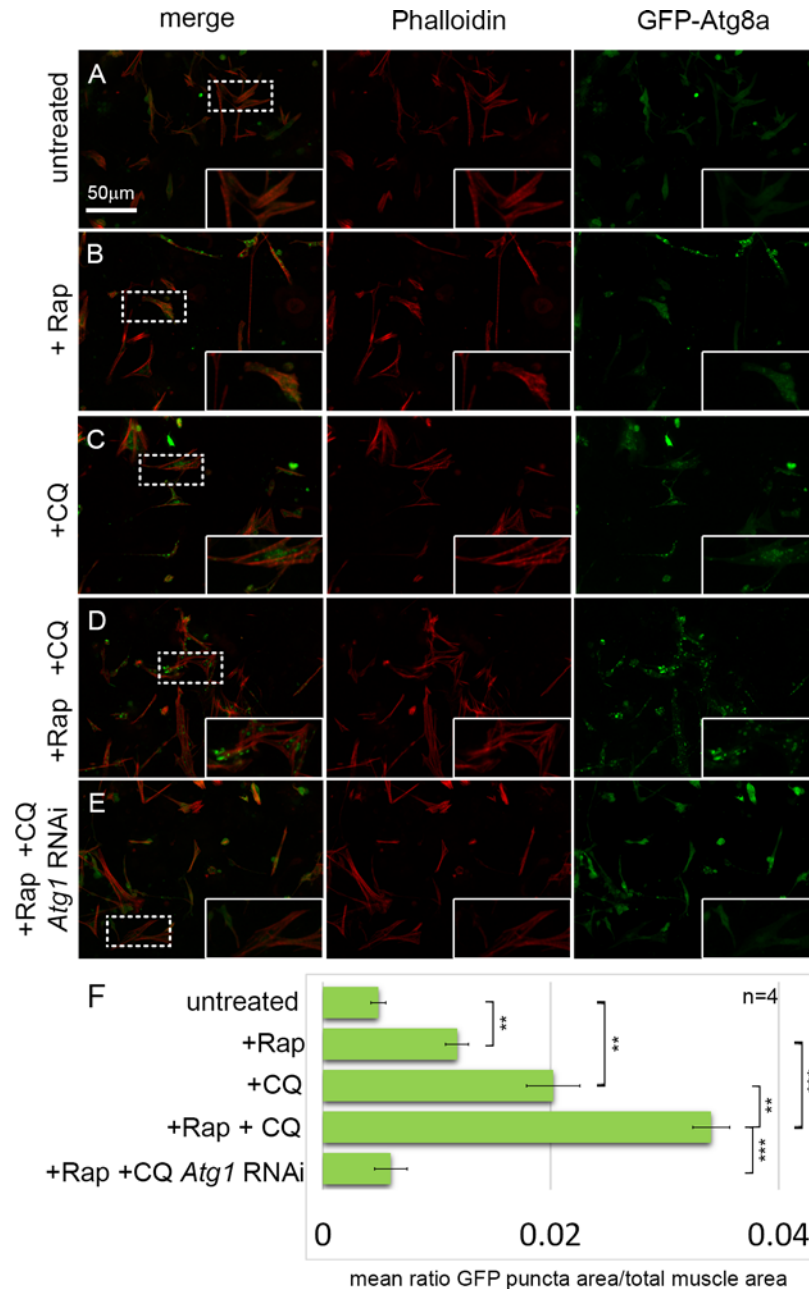 merge Phalloidin GFP-Atg8a
untreated
A
50μm
+ Rap
B
+CQ
C
+Rap +CQ
D
+Rap +CQ
Atg1 RNAi
E
F
n=4
untreated
+Rap
+CQ
+Rap + CQ
+Rap +CQ Atg1 RNAi
**
**
***
**
***
0 0.02 0.04
mean ratio GFP puncta area/total muscle area